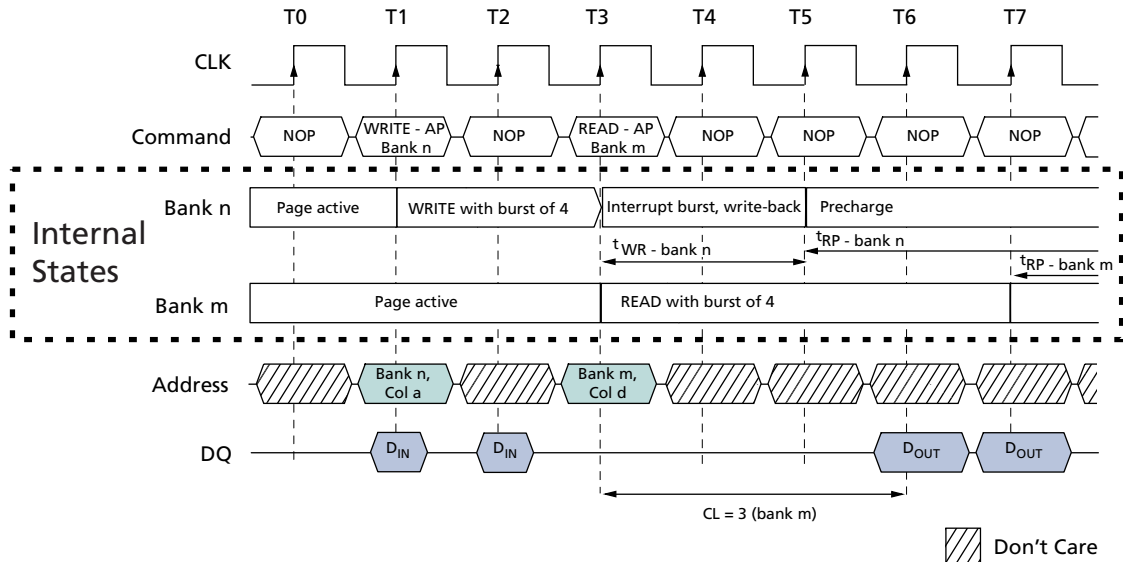 T0 T1 T2 T3 T4 T5 T6 T7
CLK
Command NOP WRITE - AP NOP READ - AP NOP NOP NOP NOP
Bank n Bank m
Internal
States
Bank n Page active WRITE with burst of 4 Interrupt burst, write-back Precharge
tWR - bank n tRP - bank n
tRP - bank m
Bank m Page active READ with burst of 4
Address Bank n, Bank m,
Col a Col d
DQ DIN DIN DOUT DOUT
CL = 3 (bank m)
Don't Care